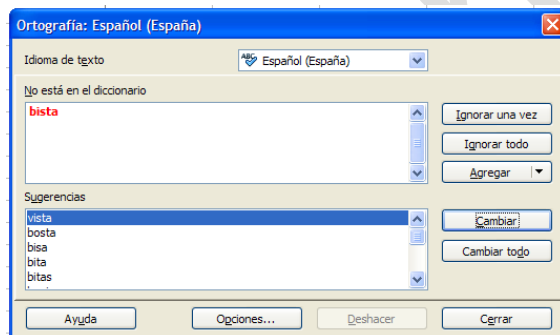 Ortografía: Español (España)
Idioma de texto
ABC Español (España)
No está en el diccionario
bista
Ignorar una vez
Ignorar todo
Agregar
Sugerencias
vista
bosta
bisa
bita
bitas
Cambiar
Cambiar todo
Ayuda
Opciones...
Deshacer
Cerrar